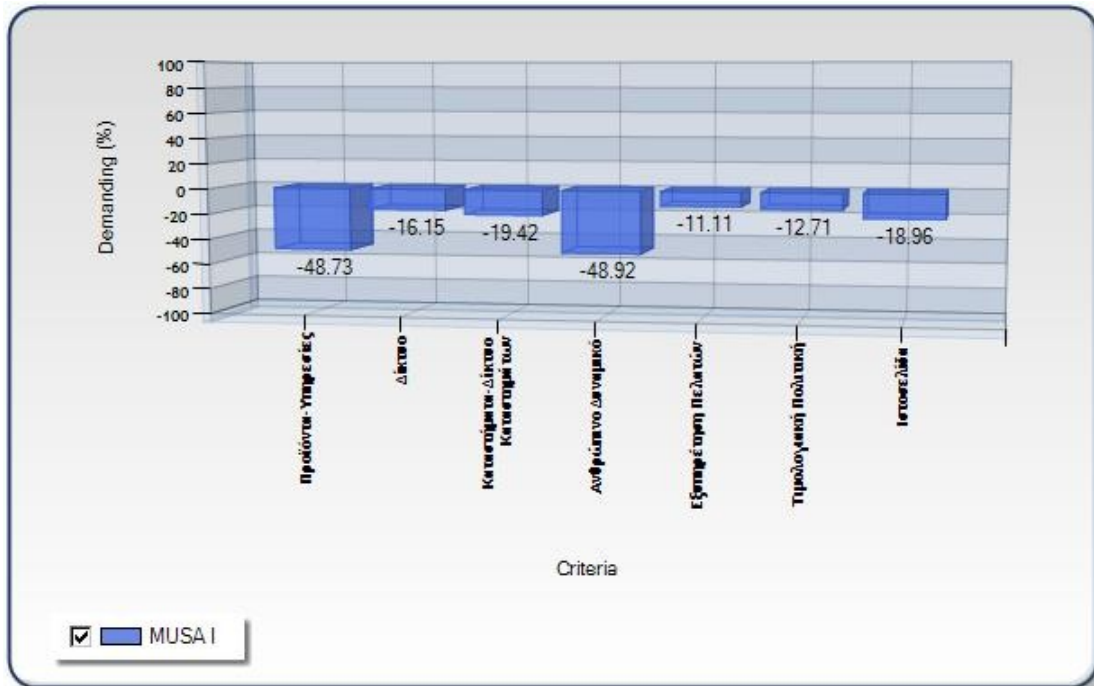 100
80
60
40
20
0
-20
-40
-60
-80
-100
Demanding (%)
-48.73
-16.15
-19.42
-48.92
-11.11
-12.71
-18.96
Προϊόντα-Υπηρεσίες
Δίκτυο
Καταστήματα-Δίκτυο
Καταστημάτων
Ανθρώπινο Δυναμικό
Εξυπηρέτηση Πελατών
Τιμολογιακή Πολιτική
Ιστοσελίδα
Criteria
MUSA I